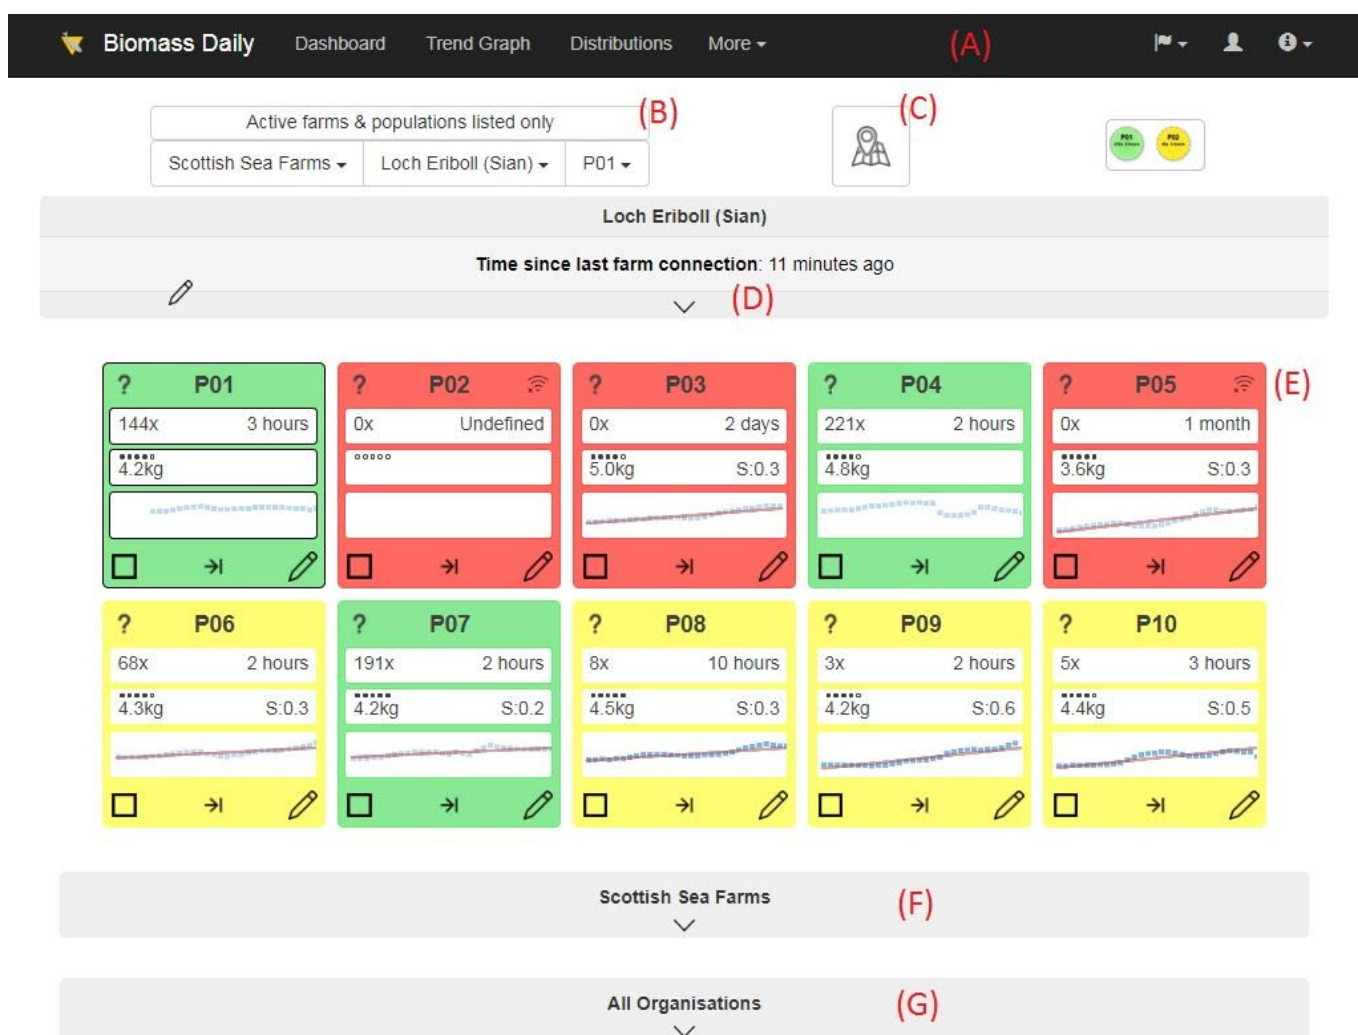 Biomass Daily Dashboard Trend Graph Distributions More (A)
Active farms & populations listed only (B) (C)
Scottish Sea Farms Loch Eriboll (Sian) P01
P01 P02
Loch Eriboll (Sian)
Time since last farm connection: 11 minutes ago
(D)
? P01 ? P02 ? P03 ? P04 ? P05 (E)
144x 3 hours 0x Undefined 0x 2 days 221x 2 hours 0x 1 month
4.2kg 5.0kg S:0.3 4.8kg 3.6kg S:0.3
? P06 ? P07 ? P08 ? P09 ? P10
68x 2 hours 191x 2 hours 8x 10 hours 3x 2 hours 5x 3 hours
4.3kg S:0.3 4.2kg S:0.2 4.5kg S:0.3 4.2kg S:0.6 4.4kg S:0.5
Scottish Sea Farms (F)
All Organisations (G)